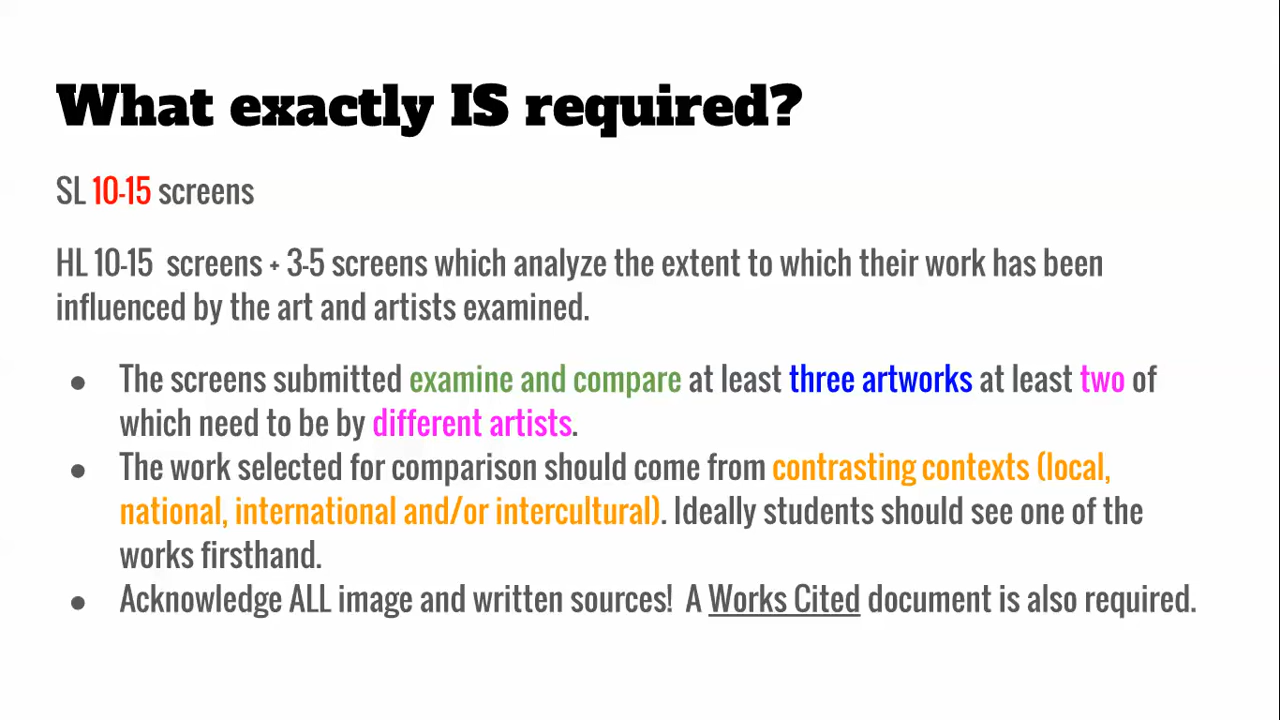 What exactly IS required?
SL 10-15 screens
HL 10-15 screens + 3-5 screens which analyze the extent to which their work has been
influenced by the art and artists examined.
● The screens submitted examine and compare at least three artworks at least two of
which need to be by different artists.
● The work selected for comparison should come from contrasting contexts (local,
national, international and/or intercultural). Ideally students should see one of the
works firsthand.
● Acknowledge ALL image and written sources! A Works Cited document is also required.